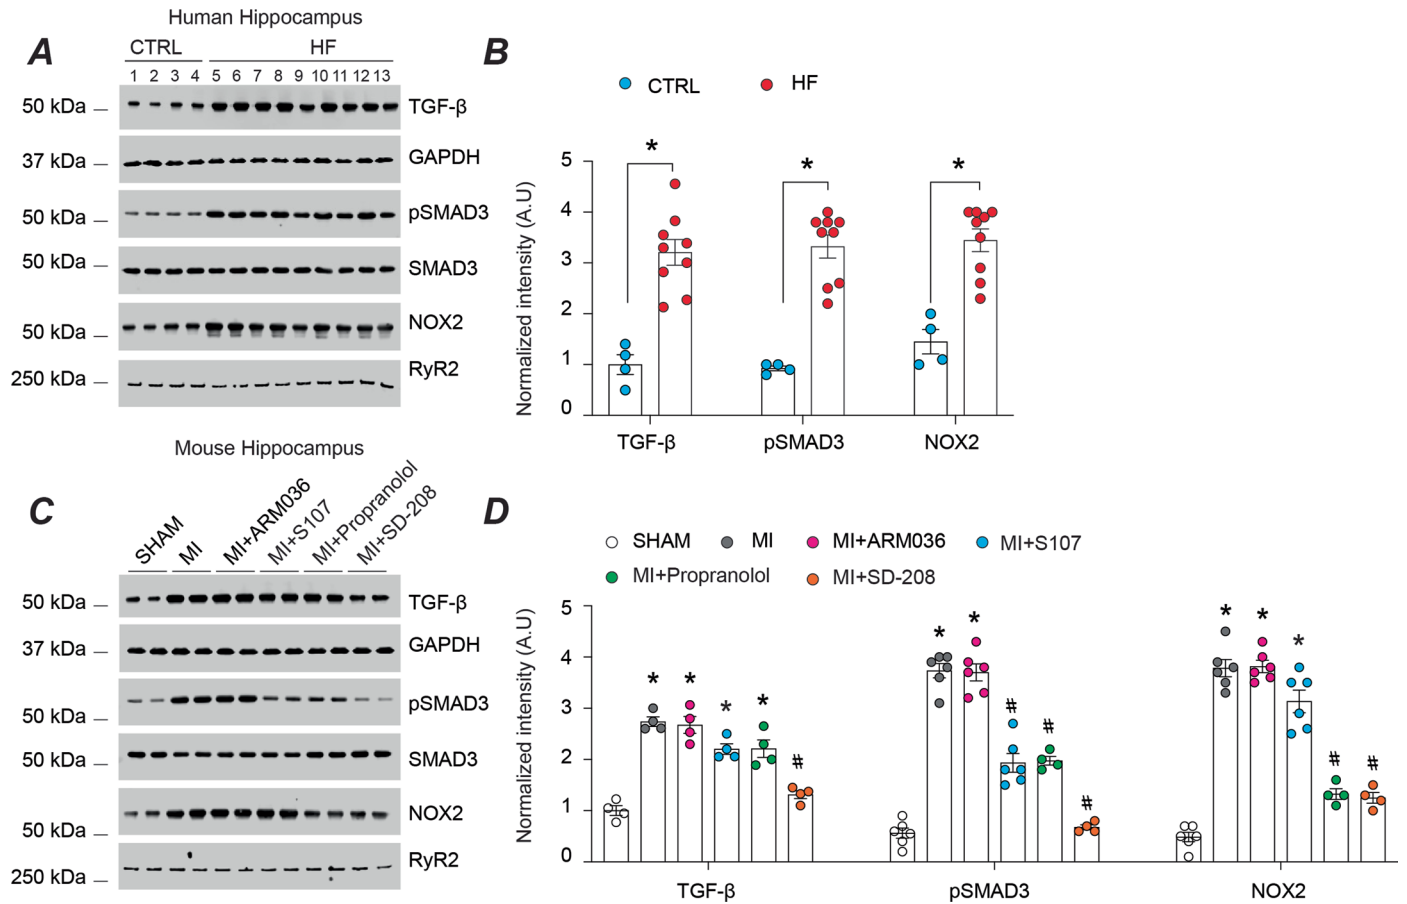 Human Hippocampus
A
CTRL HF
1 2 3 4 5 6 7 8 9 10 11 12 13
50 kDa TGF-β
37 kDa GAPDH
50 kDa pSMAD3
50 kDa SMAD3
50 kDa NOX2
250 kDa RyR2
B
CTRL HF
Normalized intensity (A.U)
5
4
3
2
1
0
* * *
TGF-β pSMAD3 NOX2
Mouse Hippocampus
C
SHAM MI MI+ARM036 MI+S107 MI+Propranolol MI+SD-208
50 kDa TGF-β
37 kDa GAPDH
50 kDa pSMAD3
50 kDa SMAD3
50 kDa NOX2
250 kDa RyR2
D
SHAM MI MI+ARM036 MI+S107
MI+Propranolol MI+SD-208
Normalized intensity (A.U)
5
4
3
2
1
0
* * * * #
* * # # #
* * * # #
TGF-β pSMAD3 NOX2